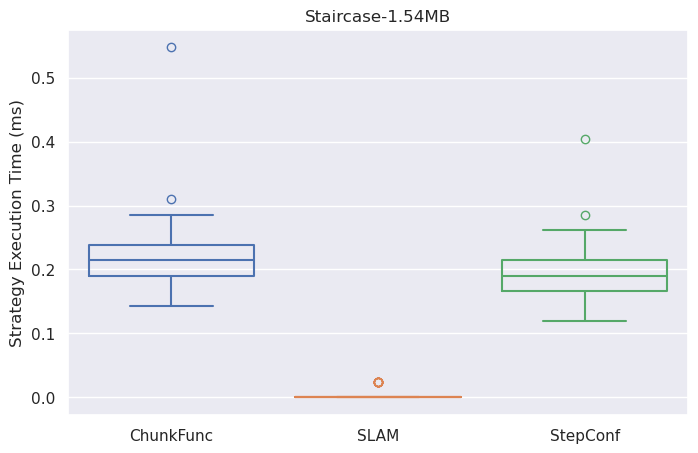 Staircase-1.54MB
Strategy Execution Time (ms)
0.5
0.4
0.3
0.2
0.1
0.0
ChunkFunc
SLAM
StepConf